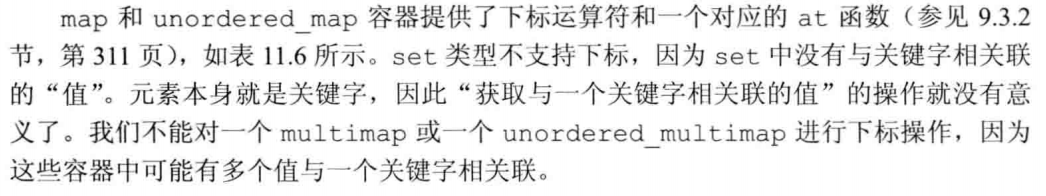 map 和 unordered_map 容器提供了下标运算符和一个对应的 at 函数（参见 9.3.2
节，第 311 页），如表 11.6 所示。set 类型不支持下标，因为 set 中没有与关键字相关联
的“值”。元素本身就是关键字，因此“获取与一个关键字相关联的值”的操作就没有意
义了。我们不能对一个 multimap 或一个 unordered_multimap 进行下标操作，因为
这些容器中可能有多个值与一个关键字相关联。